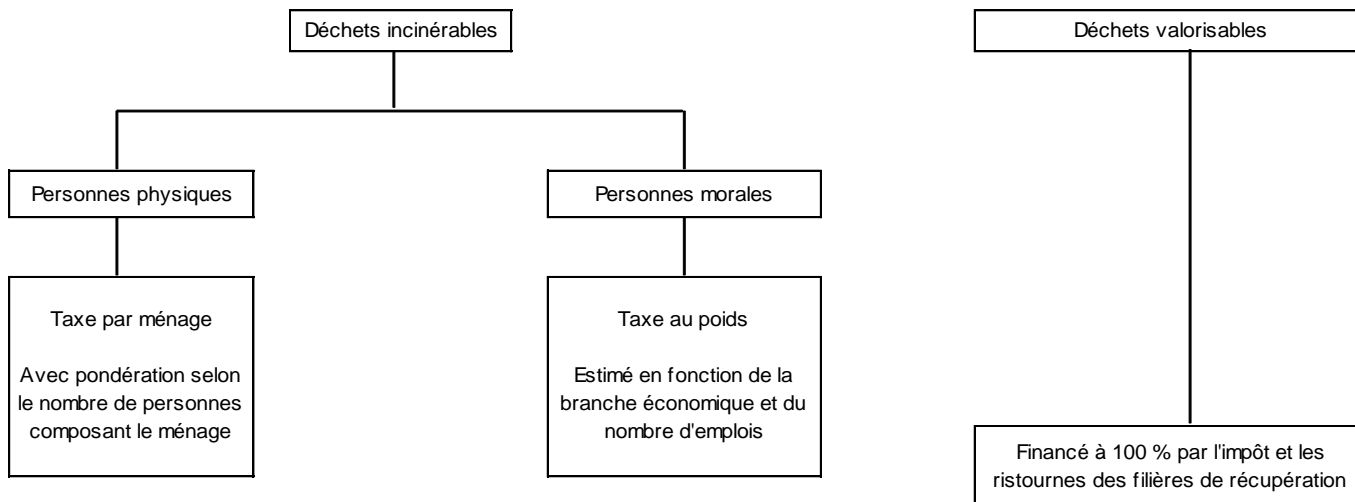 Déchets incinérables
Déchets valorisables
Personnes physiques
Personnes morales
Taxe par ménage
Avec pondération selon
le nombre de personnes
composant le ménage
Taxe au poids
Estimé en fonction de la
branche économique et du
nombre d'emplois
Financé à 100 % par l'impôt et les
ristournes des filières de récupération